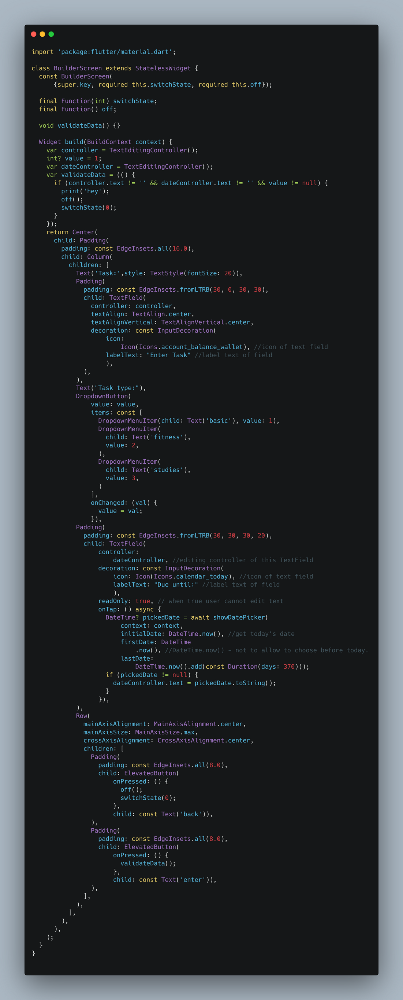 import 'package:flutter/material.dart';

class BuilderScreen extends StatelessWidget {
  const BuilderScreen(
      {super.key, required this.switchState, required this.off});

  final Function(int) switchState;
  final Function() off;

  void validateData() {}

  Widget build(BuildContext context) {
    var controller = TextEditingController();
    int? value = 1;
    var dateController = TextEditingController();
    var validateData = (() {
      if (controller.text != '' && dateController.text != '' && value != null) {
        print('hey');
        off();
        switchState(0);
      }
    });
    return Center(
      child: Padding(
        padding: const EdgeInsets.all(16.0),
        child: Column(
          children: [
            Text('Task:',style: TextStyle(fontSize: 20)),
            Padding(
              padding: const EdgeInsets.fromLTRB(30, 0, 30, 30),
              child: TextField(
                controller: controller,
                textAlign: TextAlign.center,
                textAlignVertical: TextAlignVertical.center,
                decoration: const InputDecoration(
                    icon:
                        Icon(Icons.account_balance_wallet), //icon of text field
                    labelText: "Enter Task" //label text of field
                    ),
              ),
            ),
            Text("Task type:"),
            DropdownButton(
                value: value,
                items: const [
                  DropdownMenuItem(child: Text('basic'), value: 1),
                  DropdownMenuItem(
                    child: Text('fitness'),
                    value: 2,
                  ),
                  DropdownMenuItem(
                    child: Text('studies'),
                    value: 3,
                  )
                ],
                onChanged: (val) {
                  value = val;
                }),
            Padding(
              padding: const EdgeInsets.fromLTRB(30, 30, 30, 20),
              child: TextField(
                  controller:
                      dateController, //editing controller of this TextField
                  decoration: const InputDecoration(
                      icon: Icon(Icons.calendar_today), //icon of text field
                      labelText: "Due until:" //label text of field
                      ),
                  readOnly: true, // when true user cannot edit text
                  onTap: () async {
                    DateTime? pickedDate = await showDatePicker(
                        context: context,
                        initialDate: DateTime.now(), //get today's date
                        firstDate: DateTime
                            .now(), //DateTime.now() - not to allow to choose before today.
                        lastDate:
                            DateTime.now().add(const Duration(days: 370)));
                    if (pickedDate != null) {
                      dateController.text = pickedDate.toString();
                    }
                  }),
            ),
            Row(
              mainAxisAlignment: MainAxisAlignment.center,
              mainAxisSize: MainAxisSize.max,
              crossAxisAlignment: CrossAxisAlignment.center,
              children: [
                Padding(
                  padding: const EdgeInsets.all(8.0),
                  child: ElevatedButton(
                      onPressed: () {
                        off();
                        switchState(0);
                      },
                      child: const Text('back')),
                ),
                Padding(
                  padding: const EdgeInsets.all(8.0),
                  child: ElevatedButton(
                      onPressed: () {
                        validateData();
                      },
                      child: const Text('enter')),
                ),
              ],
            ),
          ],
        ),
      ),
    );
  }
}